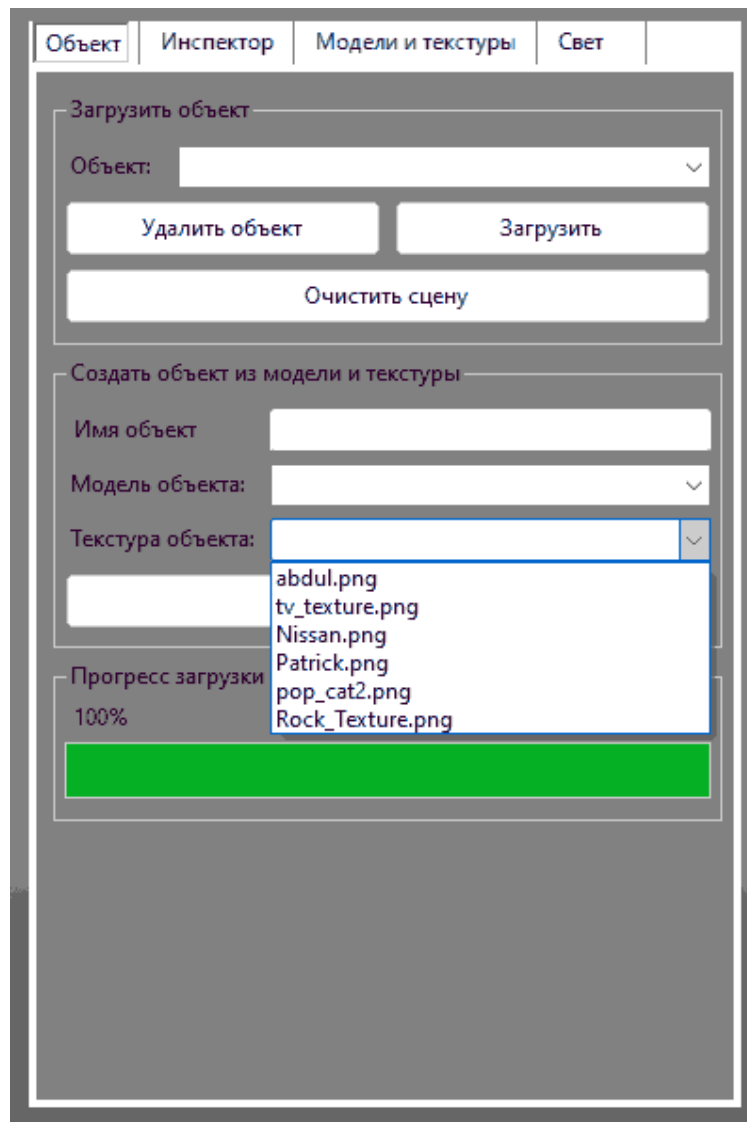 Объект Инспектор Модели и текстуры Свет
Загрузить объект
Объект:
Удалить объект Загрузить
Очистить сцену
Создать объект из модели и текстуры
Имя объект
Модель объекта:
Текстура объекта:
abdul.png
tv_texture.png
Nissan.png
Patrick.png
pop_cat2.png
Rock_Texture.png
Прогресс загрузки
100%